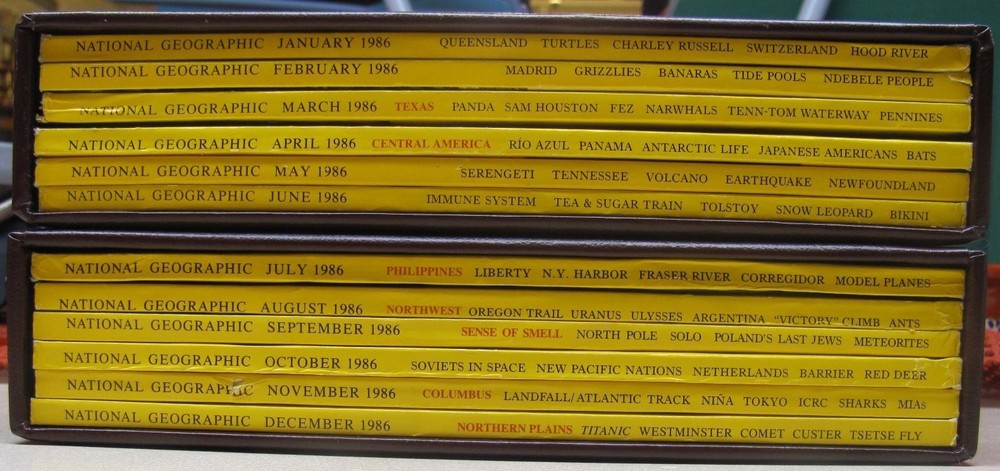 NATIONAL GEOGRAPHIC JANUARY 1986 QUEENSLAND TURTLES CHARLEY RUSSELL SWITZERLAND HOOD RIVER
NATIONAL GEOGRAPHIC FEBRUARY 1986 MADRID GRIZZLIES BANARAS TIDE POOLS NDEBELE PEOPLE
NATIONAL GEOGRAPHIC MARCH 1986 TEXAS PANDA SAM HOUSTON FEZ NARWHALS TENN-TOM WATERWAY PENNINES
NATIONAL GEOGRAPHIC APRIL 1986 CENTRAL AMERICA RÍO AZUL PANAMA ANTARCTIC LIFE JAPANESE AMERICANS BATS
NATIONAL GEOGRAPHIC MAY 1986 SERENGETI TENNESSEE VOLCANO EARTHQUAKE NEWFOUNDLAND
NATIONAL GEOGRAPHIC JUNE 1986 IMMUNE SYSTEM TEA & SUGAR TRAIN TOLSTOY SNOW LEOPARD BIKINI
NATIONAL GEOGRAPHIC JULY 1986 PHILIPPINES LIBERTY N.Y. HARBOR FRASER RIVER CORREGIDOR MODEL PLANES
NATIONAL GEOGRAPHIC AUGUST 1986 NORTHWEST OREGON TRAIL URANUS ULYSSES ARGENTINA "VICTORY" CLIMB ANTS
NATIONAL GEOGRAPHIC SEPTEMBER 1986 SENSE OF SMELL NORTH POLE SOLO POLAND'S LAST JEWS METEORITES
NATIONAL GEOGRAPHIC OCTOBER 1986 SOVIETS IN SPACE NEW PACIFIC NATIONS NETHERLANDS BARRIER RED DEER
NATIONAL GEOGRAPHIC NOVEMBER 1986 COLUMBUS LANDFALL/ATLANTIC TRACK NIÑA TOKYO ICRC SHARKS MIAs
NATIONAL GEOGRAPHIC DECEMBER 1986 NORTHERN PLAINS TITANIC WESTMINSTER COMET CUSTER TSETSE FLY